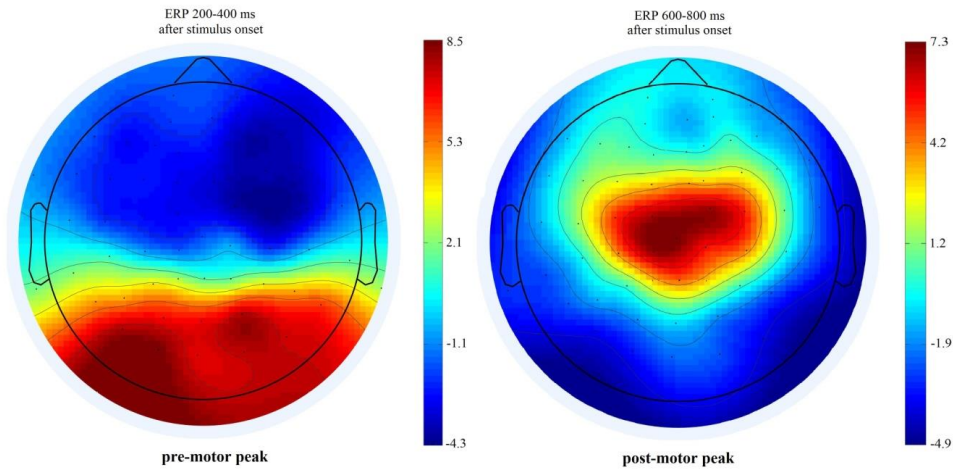 ERP 200-400 ms
after stimulus onset
8.5
5.3
2.1
-1.1
-4.3
pre-motor peak
ERP 600-800 ms
after stimulus onset
7.3
4.2
1.2
-1.9
-4.9
post-motor peak